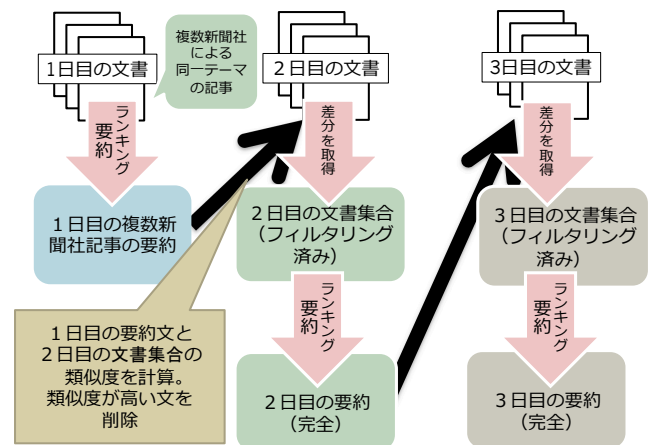 1日目の文書
複数新聞社
による
同一テーマ
の記事
２日目の文書
3日目の文書
ランキング
要約
差分を取得
差分を取得
１日目の複数新
聞社記事の要約
２日目の文書集合
（フィルタリング
済み）
３日目の文書集合
（フィルタリング
済み）
ランキング
要約
ランキング
要約
１日目の要約文と
２日目の文書集合の
類似度を計算。
類似度が高い文を
削除
２日目の要約
（完全）
３日目の要約
（完全）